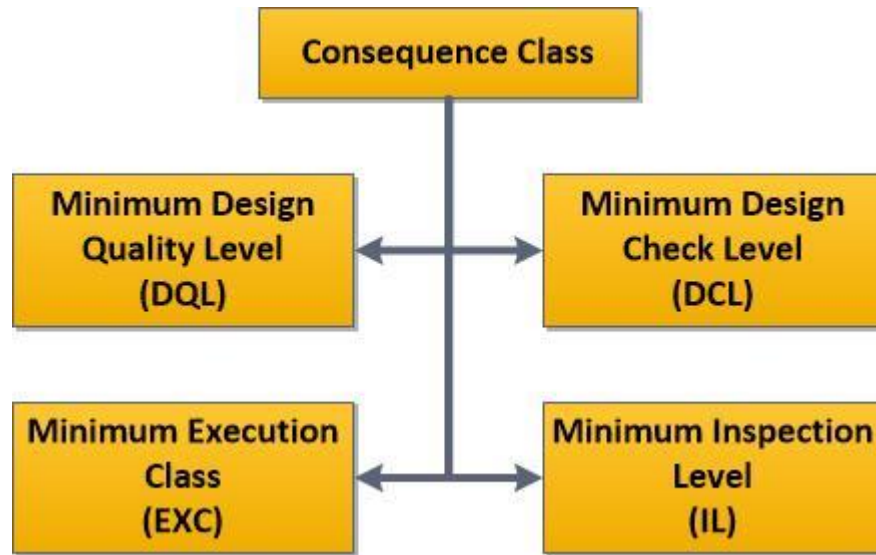 Consequence Class
Minimum Design
Quality Level
(DQL)
Minimum Design
Check Level
(DCL)
Minimum Execution
Class
(EXC)
Minimum Inspection
Level
(IL)